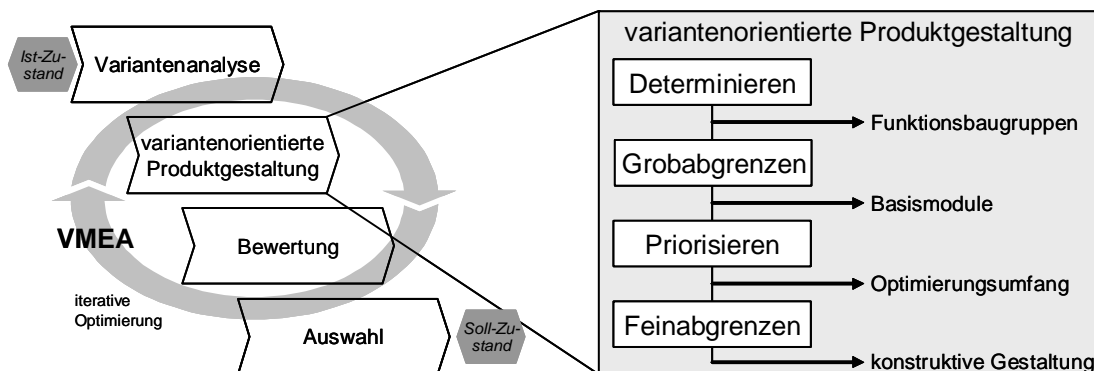 Ist-Zu-
stand
Variantenanalyse
variantenorientierte
Produktgestaltung
VMEA
Bewertung
iterative
Optimierung
Auswahl
Soll-Zu-
stand
variantenorientierte Produktgestaltung
Determinieren
Funktionsbaugruppen
Grobabgrenzen
Basismodule
Priorisieren
Optimierungsumfang
Feinabgrenzen
konstruktive Gestaltung